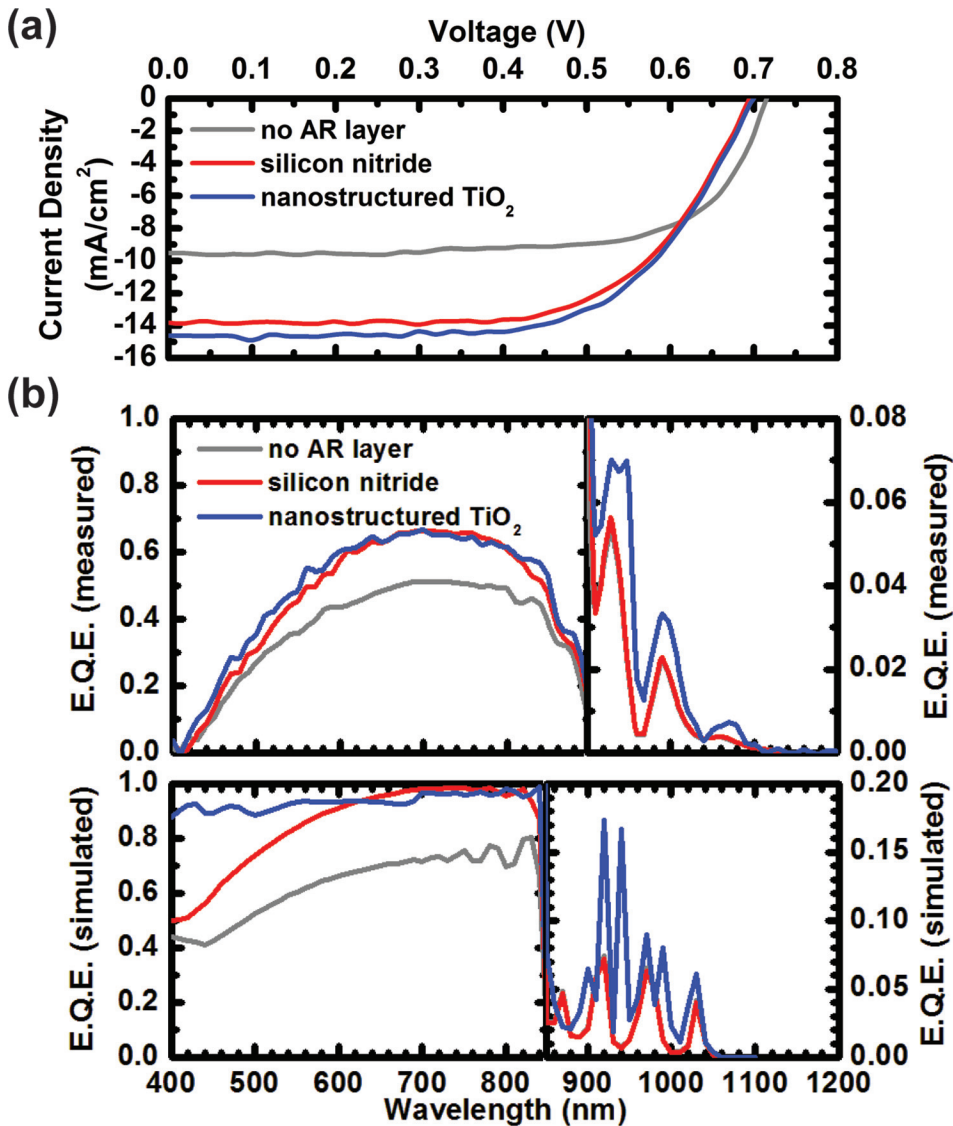 (a)
Voltage (V)
0.0 0.1 0.2 0.3 0.4 0.5 0.6 0.7 0.8
Current Density
(mA/cm²)
0
-2
-4
-6
-8
-10
-12
-14
-16
no AR layer
silicon nitride
nanostructured TiO₂
(b)
E.Q.E. (measured)
1.0
0.8
0.6
0.4
0.2
0.0
no AR layer
silicon nitride
nanostructured TiO₂
0.08
0.06
0.04
0.02
0.00
E.Q.E. (measured)
E.Q.E. (simulated)
1.0
0.8
0.6
0.4
0.2
0.0
0.20
0.15
0.10
0.05
0.00
E.Q.E. (simulated)
400 500 600 700 800 900 1000 1100 1200
Wavelength (nm)